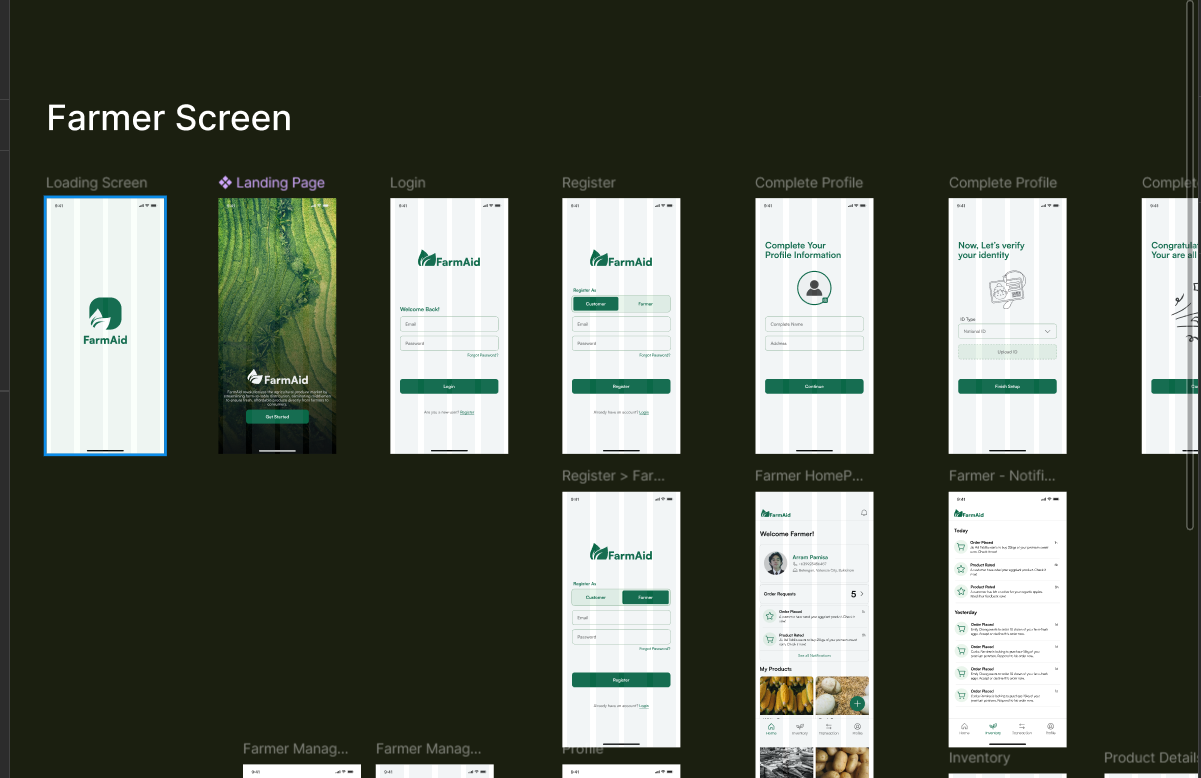 Farmer Screen
Loading Screen
Landing Page
Login
Register
Complete Profile
Complete Profile
Complet
9:41
FarmAid
9:41
FarmAid
Get Started
9:41
FarmAid
Welcome Back!
Email
Password
Forgot Password?
Login
Are you a new user? Register
9:41
FarmAid
Register As
Customer
Farmer
Email
Password
Forgot Password?
Register
Already have an account? Login
9:41
Complete Your
Profile Information
Complete Name
Address
Continue
9:41
Now, Let's verify
your identity
ID Type
National ID
Upload ID
Finish Setup
9:41
Congratulat
Your are all
Register > Far...
Farmer HomeP...
Farmer - Notifi...
9:41
FarmAid
Register As
Customer
Farmer
Email
Password
Forgot Password?
Register
Already have an account? Login
FarmAid
Welcome Farmer!
Arram Pamisa
Order Requests
5
Order Placed
Product Rated
See all Notifications
My Products
Home
Inventory
Transaction
Profile
9:41
FarmAid
Today
Order Placed
Product Rated
Product Rated
Yesterday
Order Placed
Order Placed
Order Placed
Order Placed
Home
Inventory
Transaction
Profile
Farmer Manag...
Farmer Manag...
Profile
Inventory
Product Detail
9:41
9:41
9:41